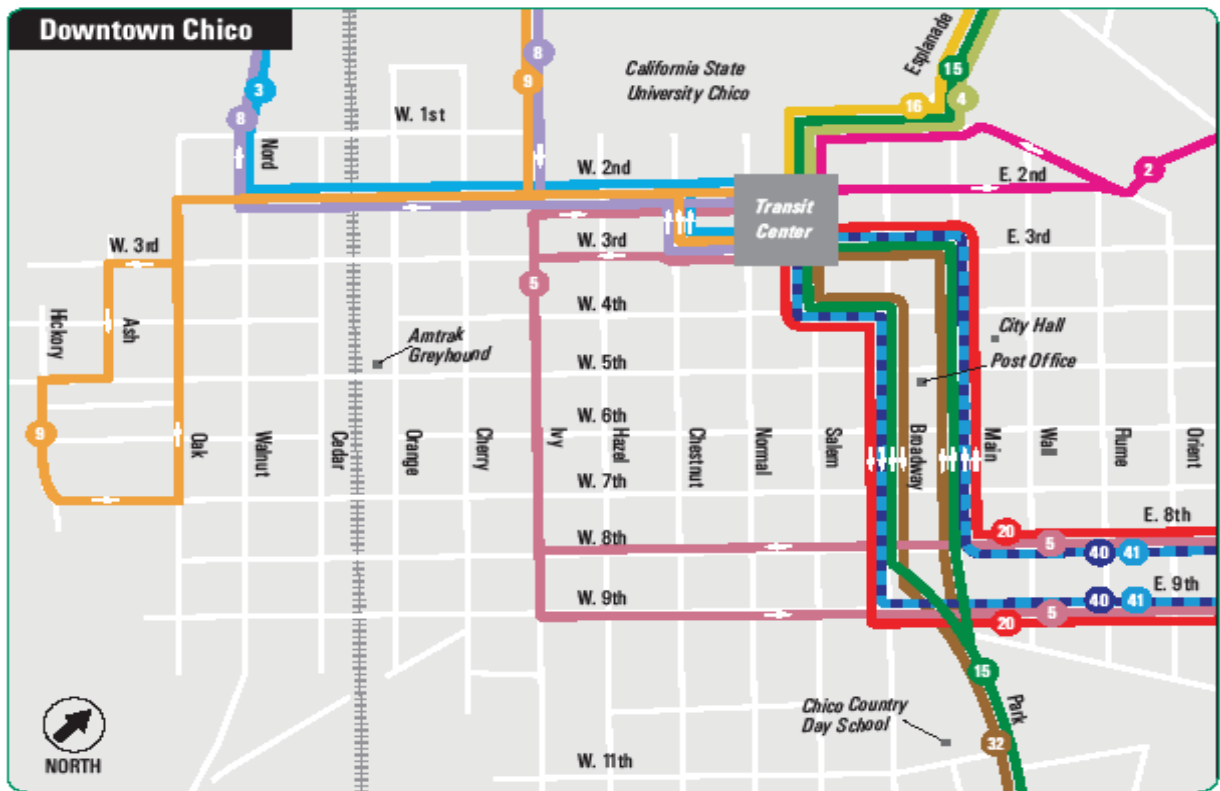 Downtown Chico
8
3
8
9
Esplanade
15
16
4
California State
University Chico
W. 1st
Nord
W. 2nd
E. 2nd
2
Transit
Center
W. 3rd
W. 3rd
E. 3rd
5
W. 4th
Hickory
Ash
Amtrak
Greyhound
City Hall
Post Office
W. 5th
W. 6th
9
Oak
Walnut
Cedar
Orange
Cherry
Ivy
Hazel
Chestnut
Normal
Salem
Broadway
Main
Wall
Flume
Orient
W. 7th
W. 8th
E. 8th
20
5
40
41
W. 9th
E. 9th
40
41
5
20
15
Park
Chico Country
Day School
32
W. 11th
NORTH